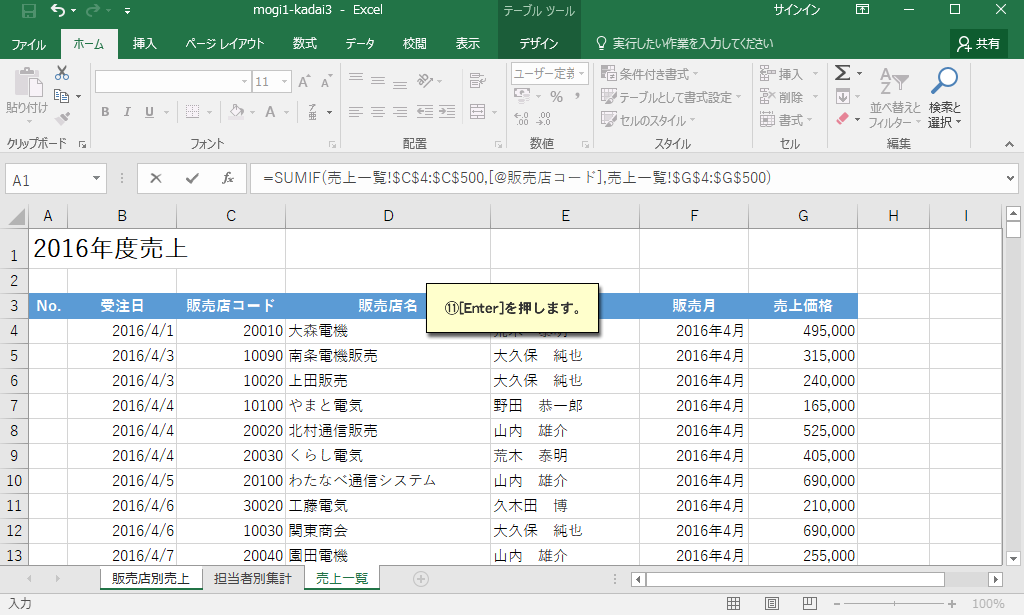 mogi1-kadai3 - Excel
テーブル ツール
サインイン
ファイル ホーム 挿入 ページ レイアウト 数式 データ 校閲 表示 デザイン 実行したい作業を入力してください 共有
貼り付け
11
B I U A
ユーザー定義
% ,
条件付き書式
テーブルとして書式設定
セルのスタイル
挿入
削除
書式
Σ
並べ替えと
フィルター
検索と
選択
クリップボード フォント 配置 数値 スタイル セル 編集
A1 fx =SUMIF(売上一覧!$C$4:$C$500,[@販売店コード],売上一覧!$G$4:$G$500)
A B C D E F G H I
1 2016年度売上
2
3 No. 受注日 販売店コード 販売店名 販売月 売上価格
⑪[Enter]を押します。
4 2016/4/1 20010 大森電機 荒木 泰明 2016年4月 495,000
5 2016/4/3 10090 南条電機販売 大久保 純也 2016年4月 315,000
6 2016/4/3 10020 上田販売 大久保 純也 2016年4月 240,000
7 2016/4/4 10100 やまと電気 野田 恭一郎 2016年4月 165,000
8 2016/4/4 20020 北村通信販売 山内 雄介 2016年4月 525,000
9 2016/4/4 20030 くらし電気 荒木 泰明 2016年4月 405,000
10 2016/4/5 20100 わたなべ通信システム 山内 雄介 2016年4月 690,000
11 2016/4/6 30020 工藤電気 久木田 博 2016年4月 210,000
12 2016/4/6 10030 関東商会 大久保 純也 2016年4月 690,000
13 2016/4/7 20040 園田電機 山内 雄介 2016年4月 255,000
販売店別売上 担当者別集計 売上一覧
入力 100%